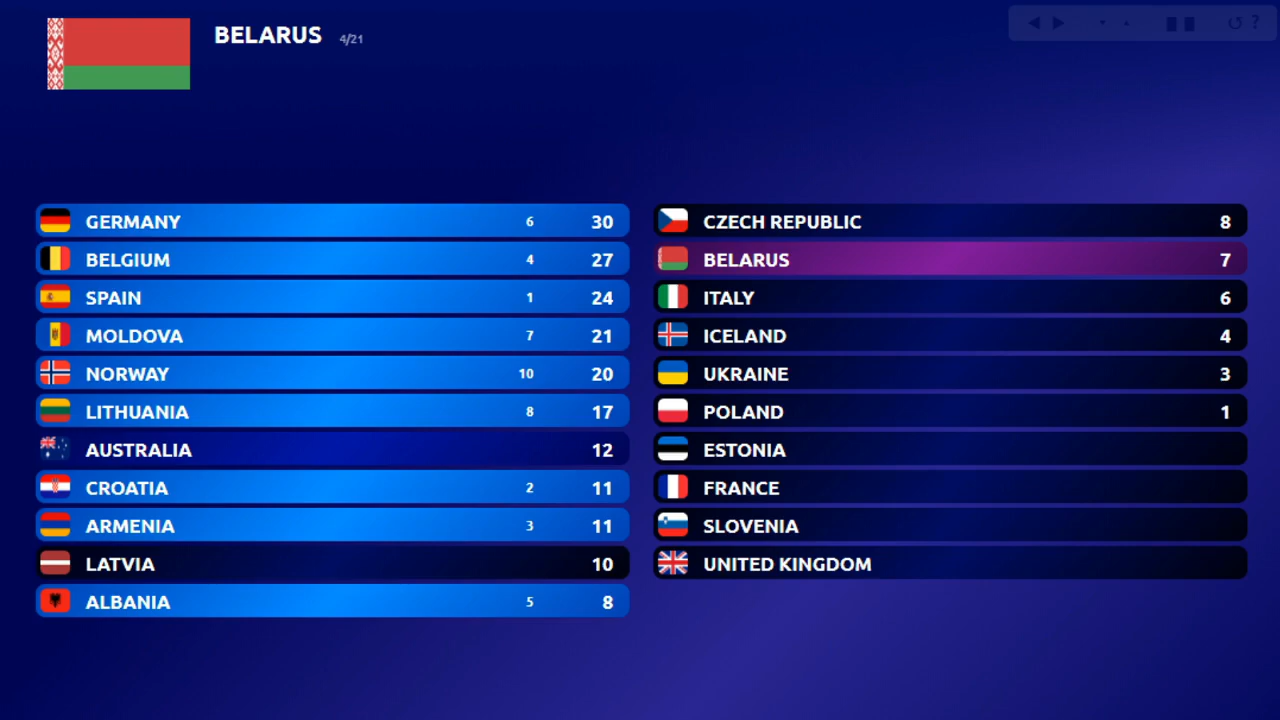 BELARUS 4/21
GERMANY 6 30
BELGIUM 4 27
SPAIN 1 24
MOLDOVA 7 21
NORWAY 10 20
LITHUANIA 8 17
AUSTRALIA 12
CROATIA 2 11
ARMENIA 3 11
LATVIA 10
ALBANIA 5 8
CZECH REPUBLIC 8
BELARUS 7
ITALY 6
ICELAND 4
UKRAINE 3
POLAND 1
ESTONIA
FRANCE
SLOVENIA
UNITED KINGDOM
?